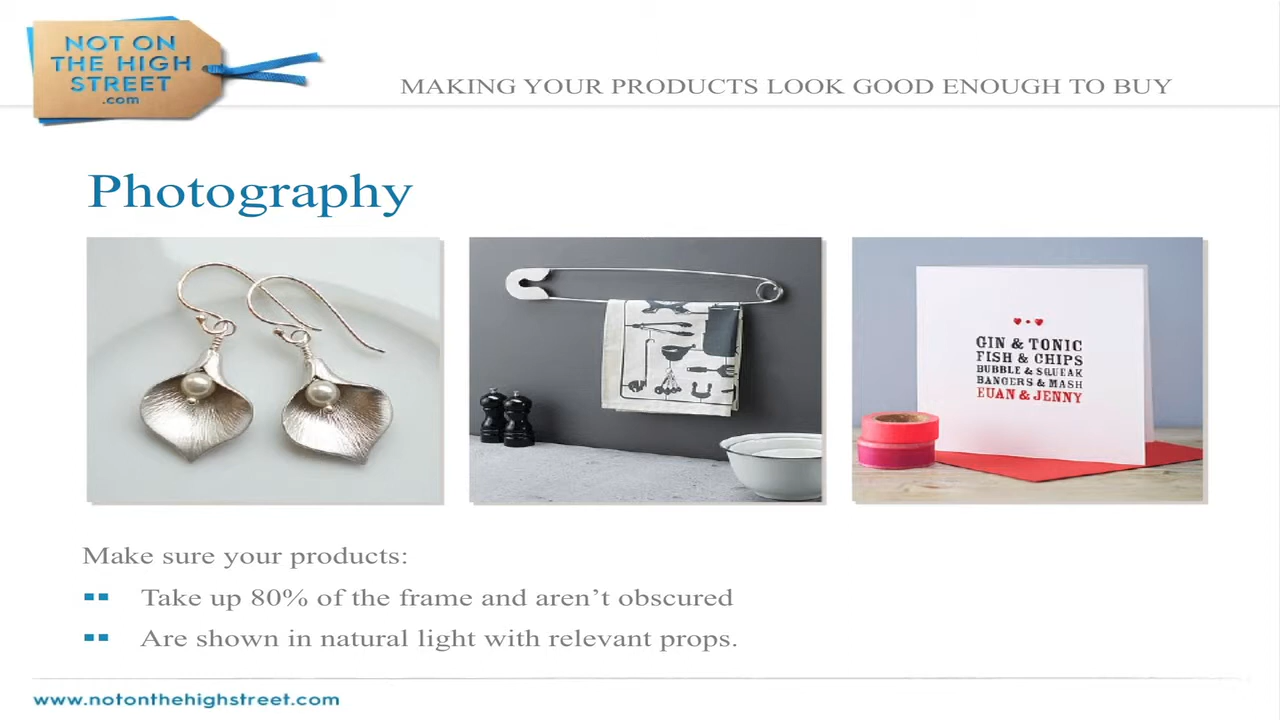 NOT ON
THE HIGH
STREET
.com
MAKING YOUR PRODUCTS LOOK GOOD ENOUGH TO BUY
Photography
GIN & TONIC
FISH & CHIPS
BUBBLE & SQUEAK
BANGERS & MASH
EUAN & JENNY
Make sure your products:
Take up 80% of the frame and aren’t obscured
Are shown in natural light with relevant props.
www.notonthehighstreet.com